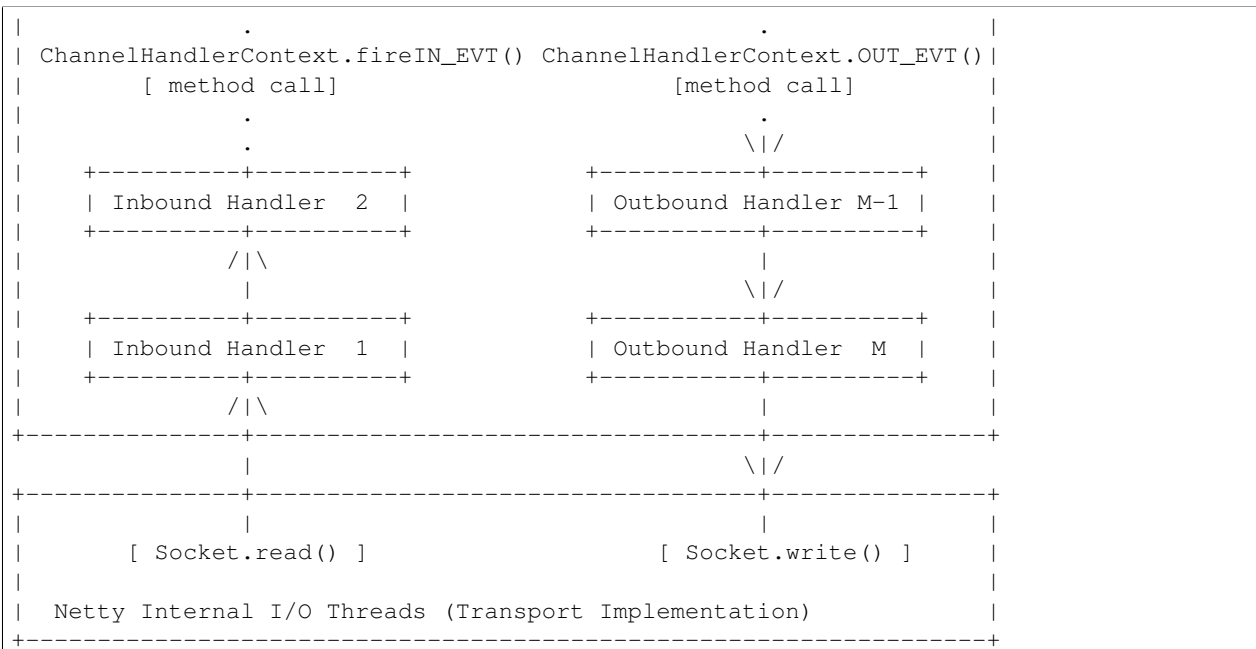 |               .                                   .               |
| ChannelHandlerContext.fireIN_EVT() ChannelHandlerContext.OUT_EVT()|
|        [ method call]                       [method call]         |
|               .                                   .               |
|               .                                  \|/              |
|    +----------+----------+            +-----------+----------+    |
|    | Inbound Handler  2  |            | Outbound Handler M-1 |    |
|    +----------+----------+            +-----------+----------+    |
|              /|\                                  |               |
|               |                                  \|/              |
|    +----------+----------+            +-----------+----------+    |
|    | Inbound Handler  1  |            | Outbound Handler  M  |    |
|    +----------+----------+            +-----------+----------+    |
|              /|\                                  |               |
+---------------+-----------------------------------+---------------+
                |                                  \|/
+---------------+-----------------------------------+---------------+
|               |                                   |               |
|       [ Socket.read() ]                    [ Socket.write() ]     |
|                                                                   |
|  Netty Internal I/O Threads (Transport Implementation)            |
+-------------------------------------------------------------------+